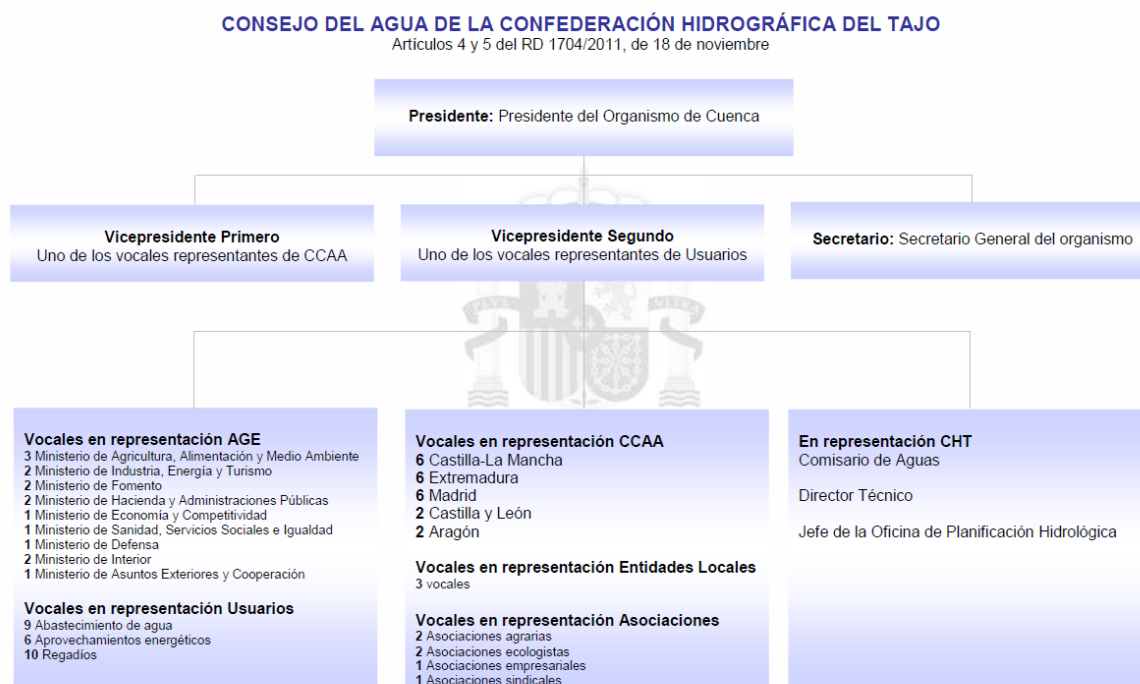 CONSEJO DEL AGUA DE LA CONFEDERACIÓN HIDROGRÁFICA DEL TAJO
Artículos 4 y 5 del RD 1704/2011, de 18 de noviembre
Presidente: Presidente del Organismo de Cuenca
Vicepresidente Primero
Uno de los vocales representantes de CCAA
Vicepresidente Segundo
Uno de los vocales representantes de Usuarios
Secretario: Secretario General del organismo
PLVS
VLTRA
Vocales en representación AGE
3 Ministerio de Agricultura, Alimentación y Medio Ambiente
2 Ministerio de Industria, Energía y Turismo
2 Ministerio de Fomento
2 Ministerio de Hacienda y Administraciones Públicas
1 Ministerio de Economía y Competitividad
1 Ministerio de Sanidad, Servicios Sociales e Igualdad
1 Ministerio de Defensa
2 Ministerio de Interior
1 Ministerio de Asuntos Exteriores y Cooperación
Vocales en representación Usuarios
9 Abastecimiento de agua
6 Aprovechamientos energéticos
10 Regadíos
Vocales en representación CCAA
6 Castilla-La Mancha
6 Extremadura
6 Madrid
2 Castilla y León
2 Aragón
Vocales en representación Entidades Locales
3 vocales
Vocales en representación Asociaciones
2 Asociaciones agrarias
2 Asociaciones ecologistas
1 Asociaciones empresariales
1 Asociaciones sindicales
En representación CHT
Comisario de Aguas
Director Técnico
Jefe de la Oficina de Planificación Hidrológica